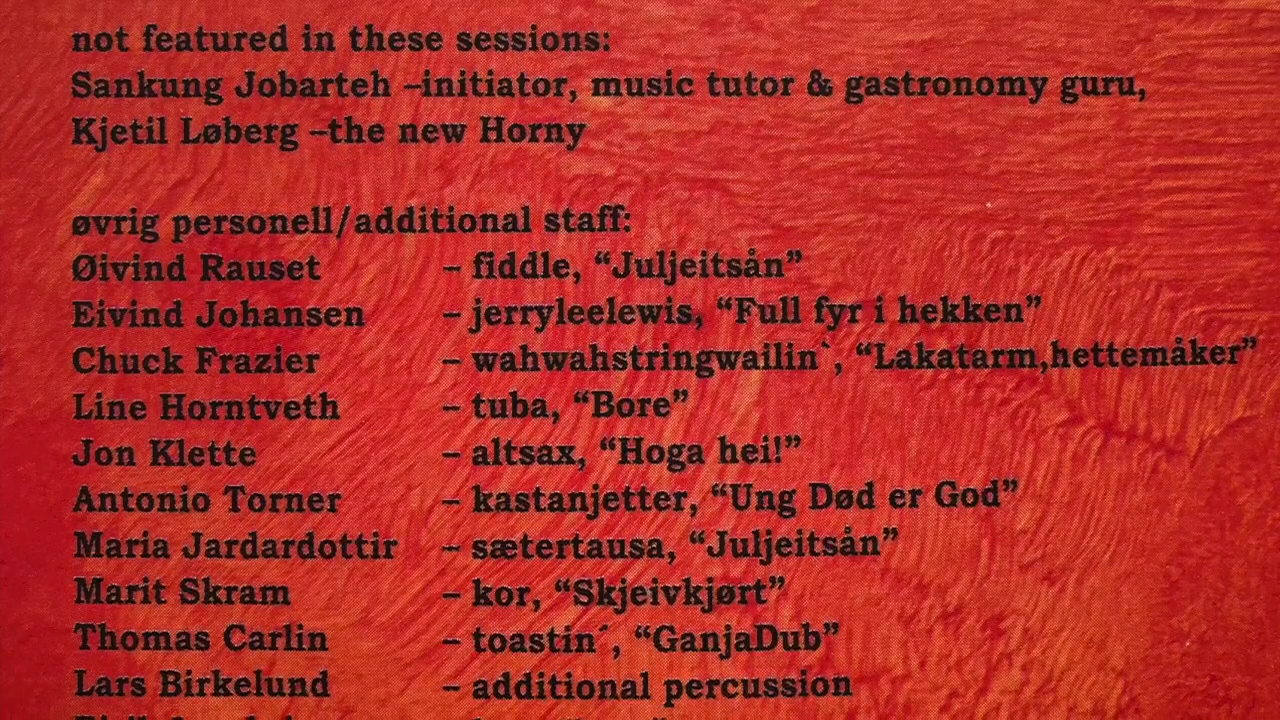 not featured in these sessions:
Sankung Jobarteh –initiator, music tutor & gastronomy guru,
Kjetil Løberg –the new Horny
øvrig personell/additional staff:
Øivind Rauset – fiddle, “Juljeitsån”
Eivind Johansen – jerryleelewis, “Full fyr i hekken”
Chuck Frazier – wahwahstringwailin`, “Lakatarm,hettemåker”
Line Horntveth – tuba, “Bore”
Jon Klette – altsax, “Hoga hei!”
Antonio Torner – kastanjetter, “Ung Død er God”
Maria Jardardottir – sætertausa, “Juljeitsån”
Marit Skram – kor, “Skjeivkjørt”
Thomas Carlin – toastin´, “GanjaDub”
Lars Birkelund – additional percussion